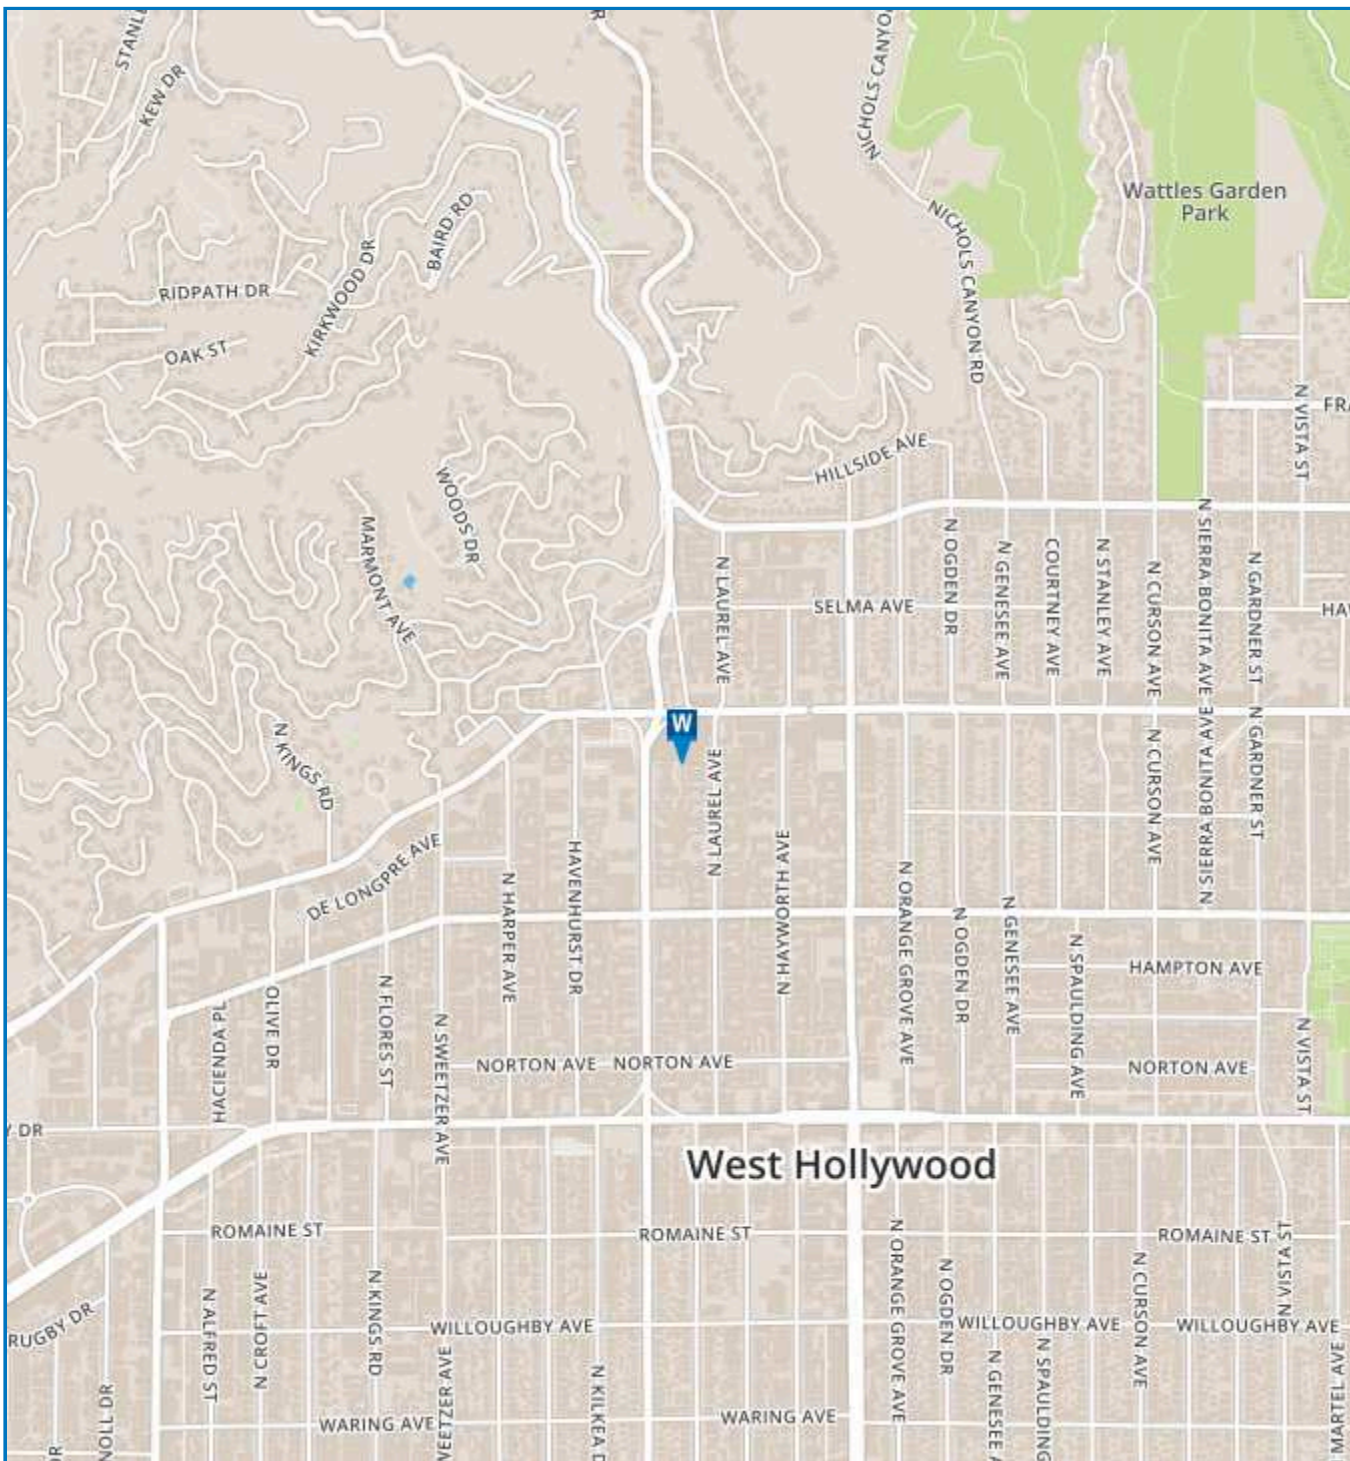 STANL
KEW DR
R
NICHOLS CANYO
Wattles Garden
Park
BAIRD RD
KIRKWOOD DR
RIDPATH DR
OAK ST
NICHOLS CANYON RD
N VISTA ST
FRA
HILLSIDE AVE
WOODS DR
MARMONT AVE
N LAUREL AVE
SELMA AVE
N OGDEN DR
N GENESEE AVE
COURTNEY AVE
N STANLEY AVE
N CURSON AVE
N SIERRA BONITA AVE
N GARDNER ST
HA
W
N KINGS RD
N LAUREL AVE
N CURSON AVE
N SIERRA BONITA AVE
N GARDNER ST
DE LONGPRE AVE
N HARPER AVE
HAVENHURST DR
N HAYWORTH AVE
N ORANGE GROVE AVE
N OGDEN DR
N GENESEE AVE
N SPAULDING AVE
HAMPTON AVE
HACIENDA PL
OLIVE DR
N FLORES ST
N SWEETZER AVE
NORTON AVE
NORTON AVE
NORTON AVE
N VISTA ST
Y DR
West Hollywood
ROMAINE ST
ROMAINE ST
ROMAINE ST
N VISTA ST
RUGBY DR
N ALFRED ST
N CROFT AVE
N KINGS RD
WILLOUGHBY AVE
N ORANGE GROVE AVE
N OGDEN DR
WILLOUGHBY AVE
N CURSON AVE
WILLOUGHBY AVE
DR
NOLL DR
WARING AVE
WEETZER AVE
N KILKEA D
WARING AVE
N GENESEE A
N SPAULDING
MARTEL AVE